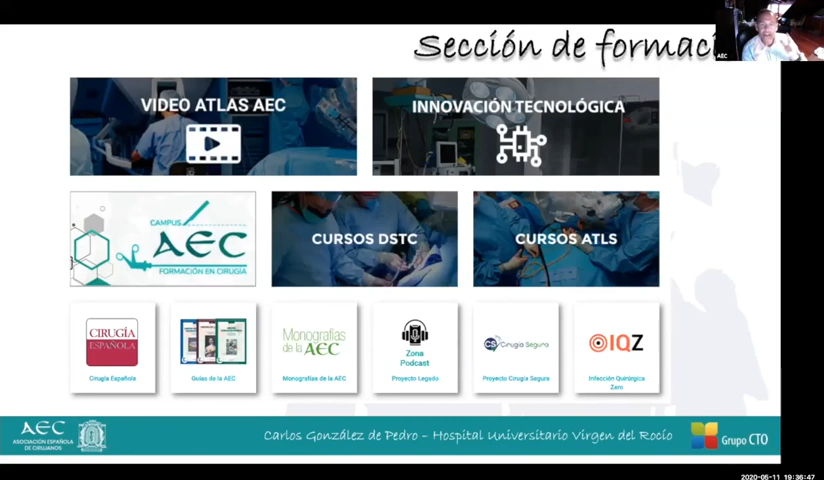 Sección de formaci
AEC
VIDEO ATLAS AEC
INNOVACIÓN TECNOLÓGICA
CAMPUS
AEC
FORMACIÓN EN CIRUGÍA
CURSOS DSTC
CURSOS ATLS
CIRUGÍA
ESPAÑOLA
Cirugía Española
Guías de la AEC
Monografías
de la AEC
Monografías de la AEC
Zona
Podcast
Proyecto Legado
CS Cirugía Segura
Proyecto Cirugía Segura
IQZ
Infección Quirúrgica
Zero
AEC
ASOCIACIÓN ESPAÑOLA
DE CIRUJANOS
Carlos González de Pedro - Hospital Universitario Virgen del Rocío
Grupo CTO
2020-05-11 19:36:47